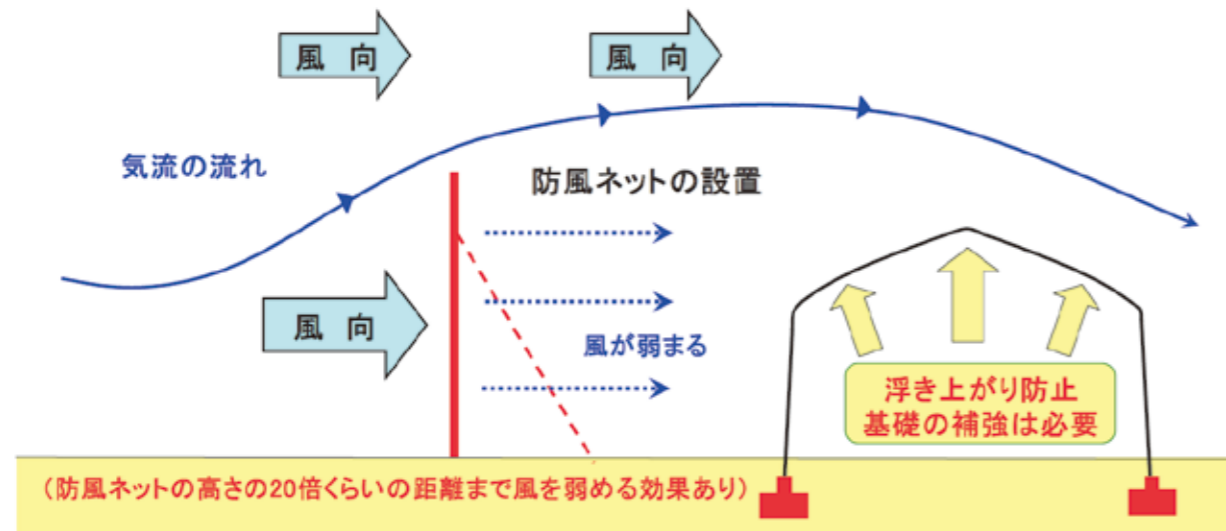 風 向
風 向
気流の流れ
防風ネットの設置
風 向
風が弱まる
浮き上がり防止
基礎の補強は必要
(防風ネットの高さの20倍くらいの距離まで風を弱める効果あり)